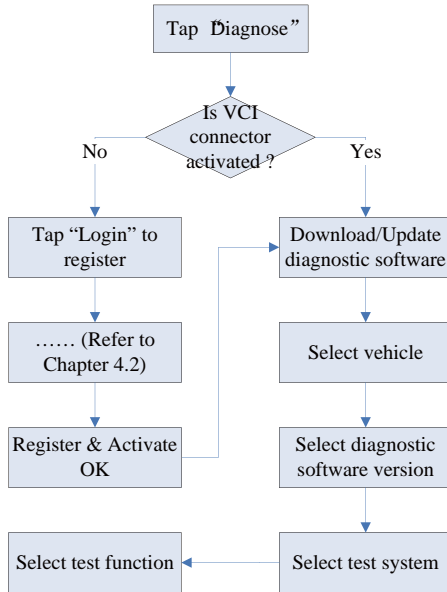 Tap “Diagnose”
Is VCI
connector
activated ?
No
Yes
Tap “Login” to
register
Download/Update
diagnostic software
…… (Refer to
Chapter 4.2)
Select vehicle
Register & Activate
OK
Select diagnostic
software version
Select test function
Select test system